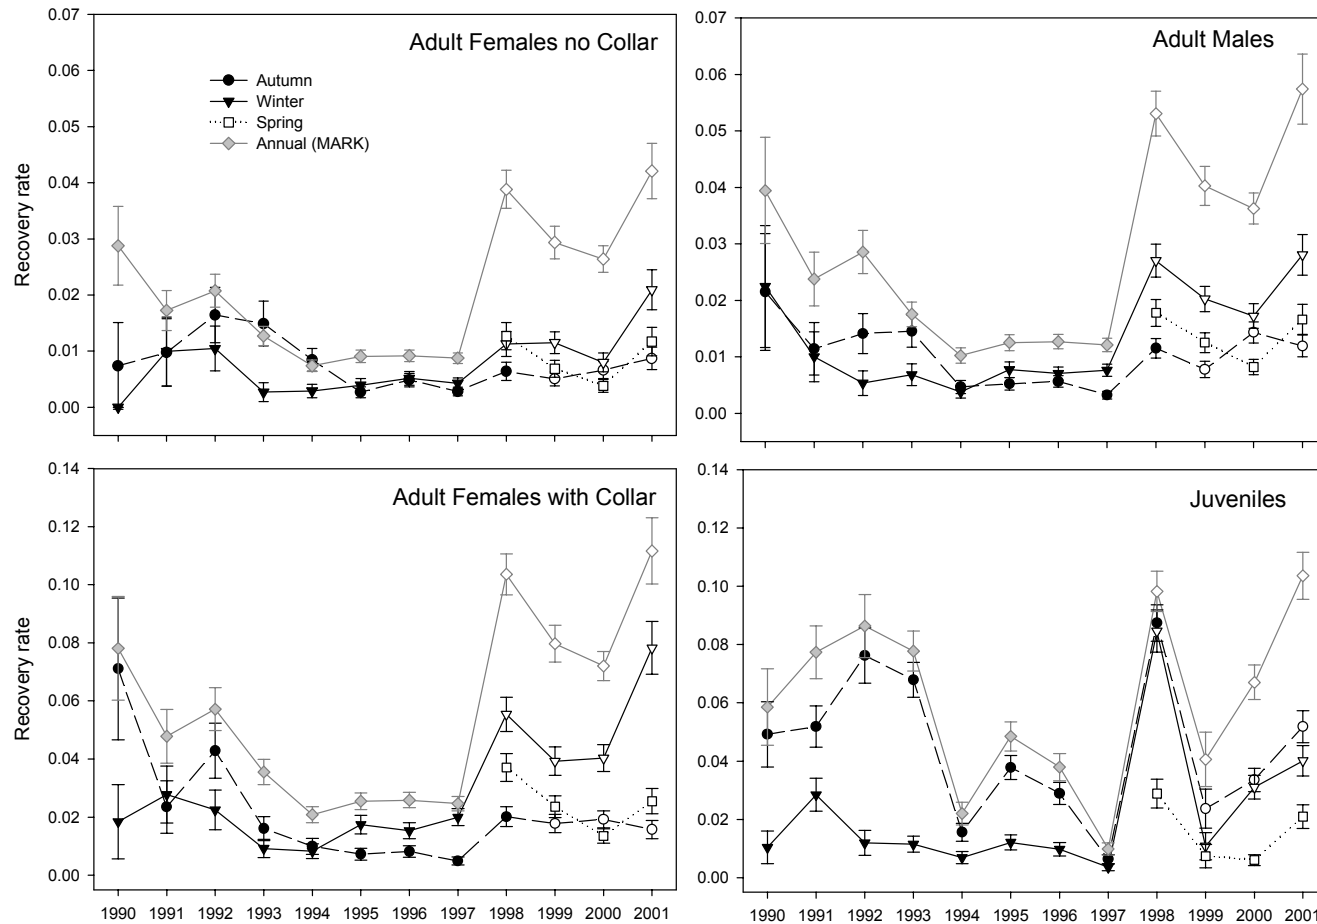 Adult Females no Collar
Autumn
Winter
Spring
Annual (MARK)
Recovery rate
0.07
0.06
0.05
0.04
0.03
0.02
0.01
0.00
Adult Males
0.07
0.06
0.05
0.04
0.03
0.02
0.01
0.00
Adult Females with Collar
Recovery rate
0.14
0.12
0.10
0.08
0.06
0.04
0.02
0.00
1990 1991 1992 1993 1994 1995 1996 1997 1998 1999 2000 2001
Juveniles
0.14
0.12
0.10
0.08
0.06
0.04
0.02
0.00
1990 1991 1992 1993 1994 1995 1996 1997 1998 1999 2000 2001